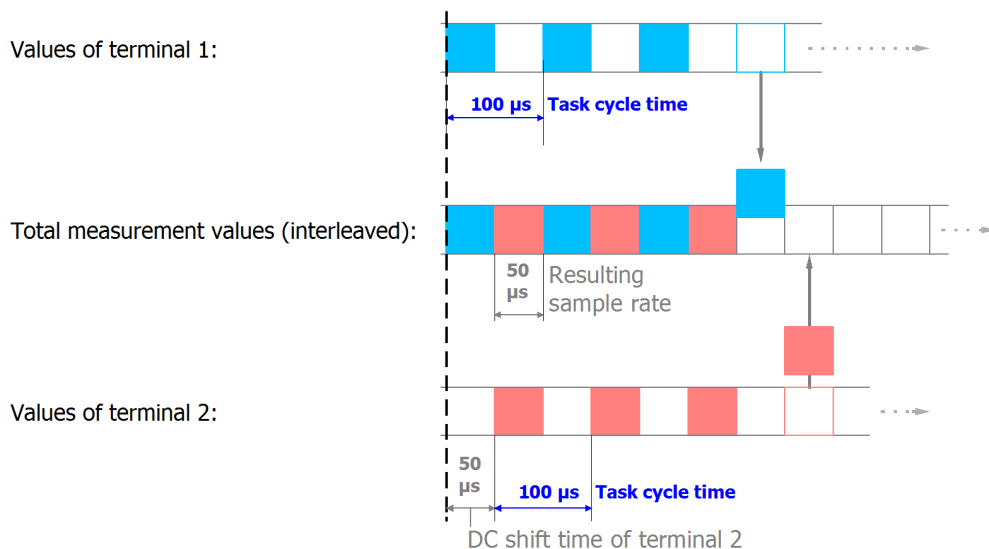 Values of terminal 1:
100 µs Task cycle time
Total measurement values (interleaved):
50
µs
Resulting
sample rate
Values of terminal 2:
50
µs
100 µs Task cycle time
DC shift time of terminal 2